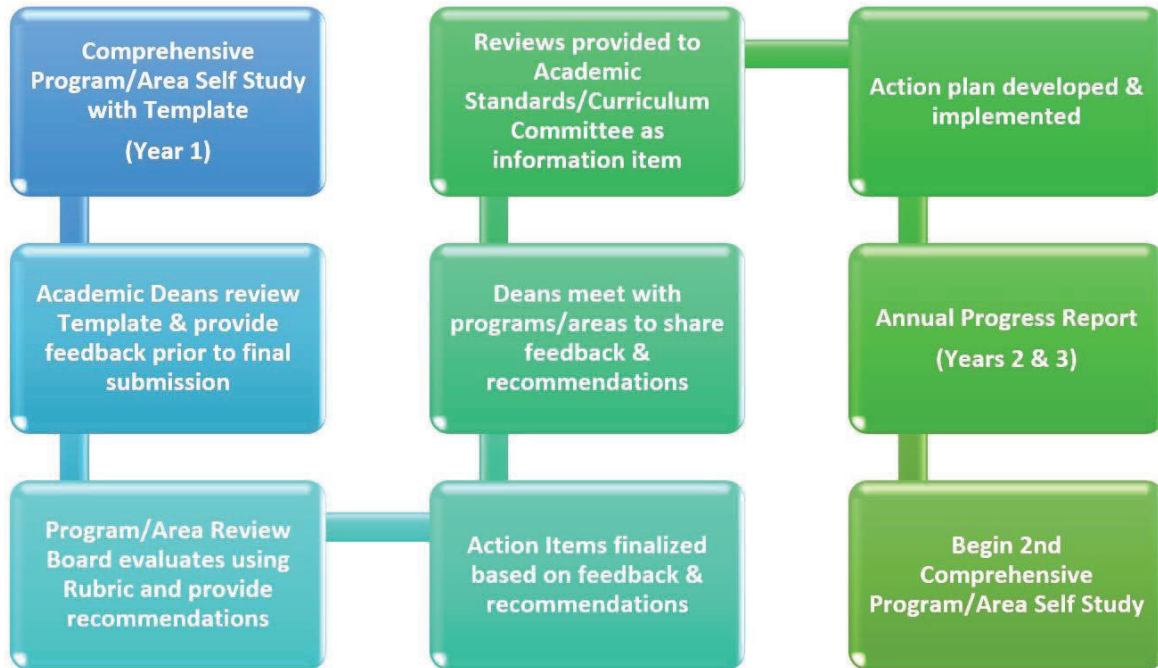 Comprehensive
Program/Area Self Study
with Template
(Year 1)
Academic Deans review
Template & provide
feedback prior to final
submission
Program/Area Review
Board evaluates using
Rubric and provide
recommendations
Action Items finalized
based on feedback &
recommendations
Deans meet with
programs/areas to share
feedback &
recommendations
Reviews provided to
Academic
Standards/Curriculum
Committee as
information item
Action plan developed &
implemented
Annual Progress Report
(Years 2 & 3)
Begin 2nd
Comprehensive
Program/Area Self Study